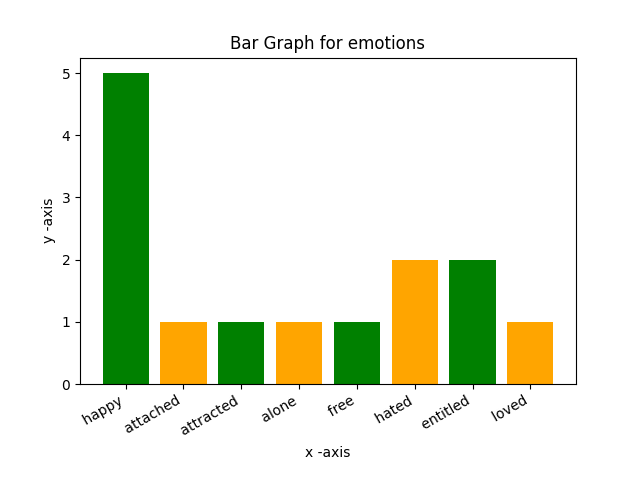 Bar Graph for emotions
y -axis
5
4
3
2
1
0
happy
attached
attracted
alone
free
hated
entitled
loved
x -axis